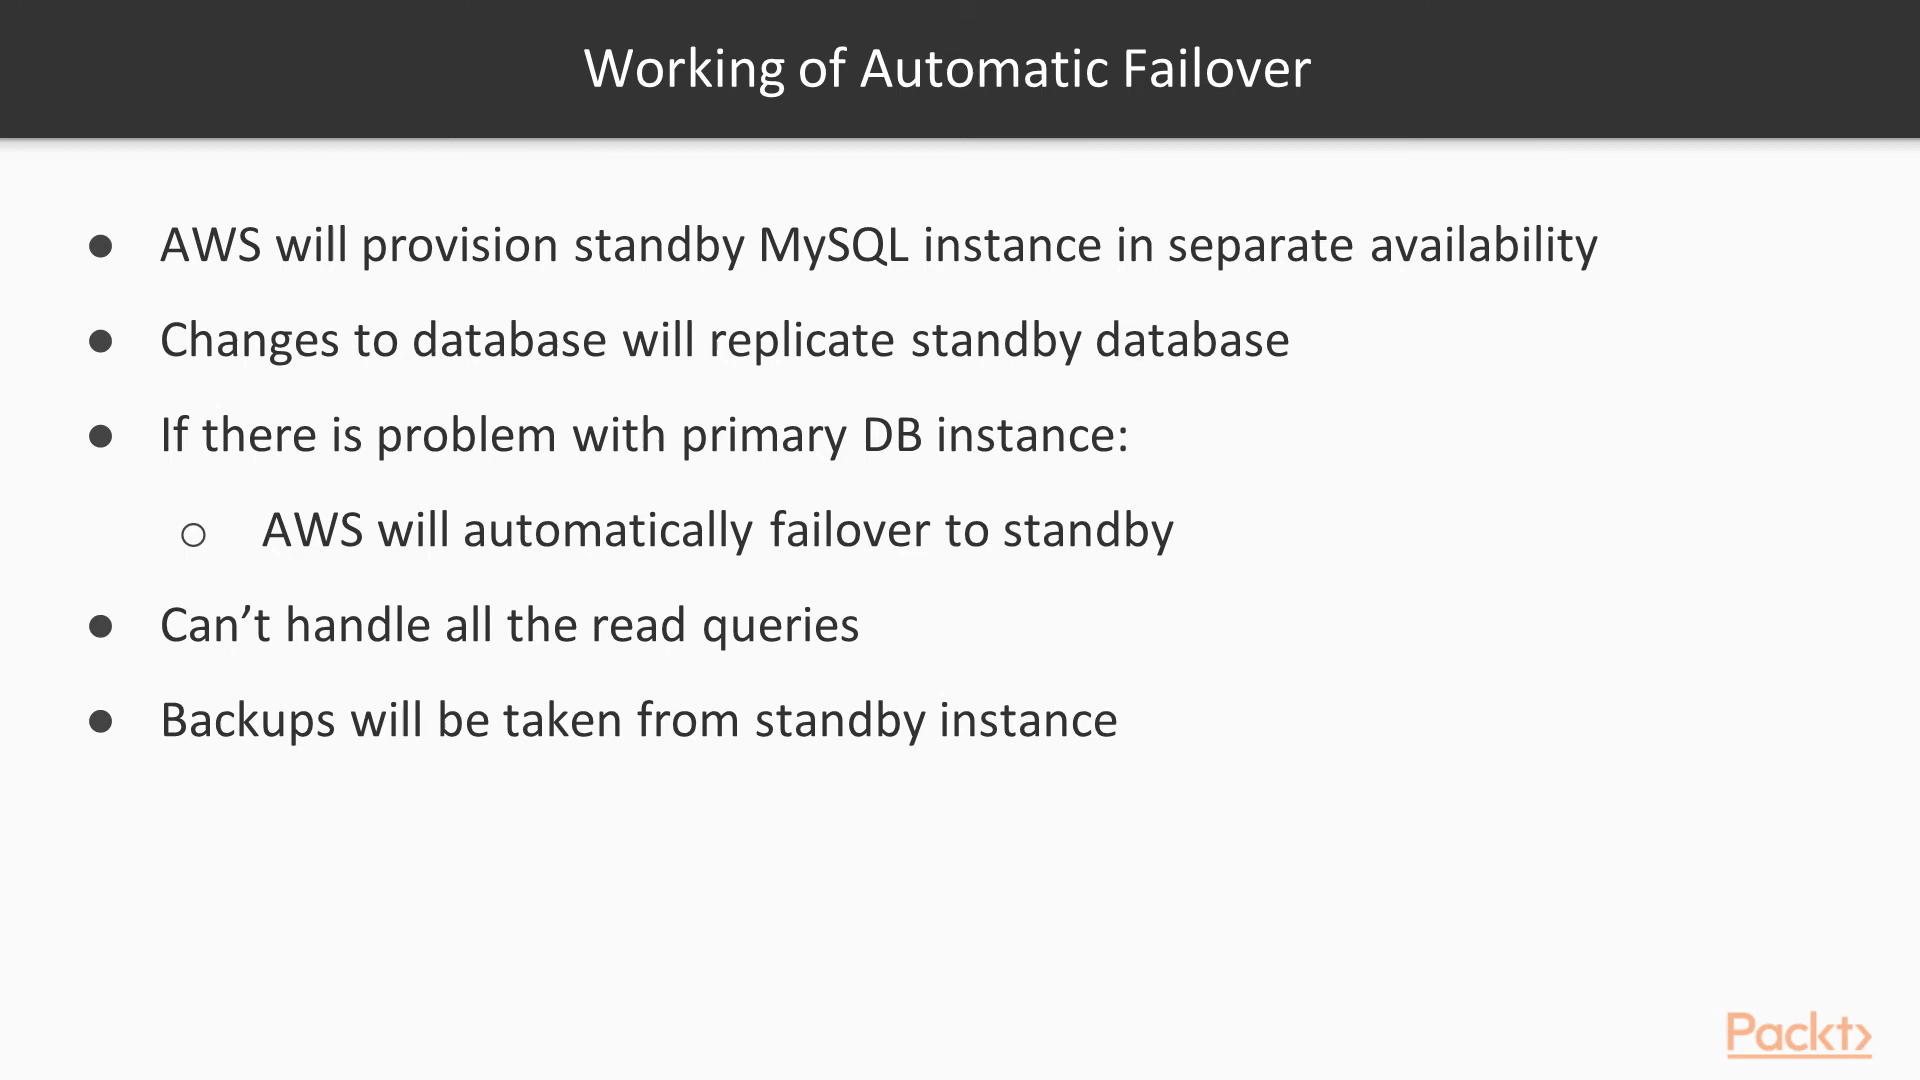 Working of Automatic Failover
● AWS will provision standby MySQL instance in separate availability
● Changes to database will replicate standby database
● If there is problem with primary DB instance:
○ AWS will automatically failover to standby
● Can’t handle all the read queries
● Backups will be taken from standby instance
Packt>